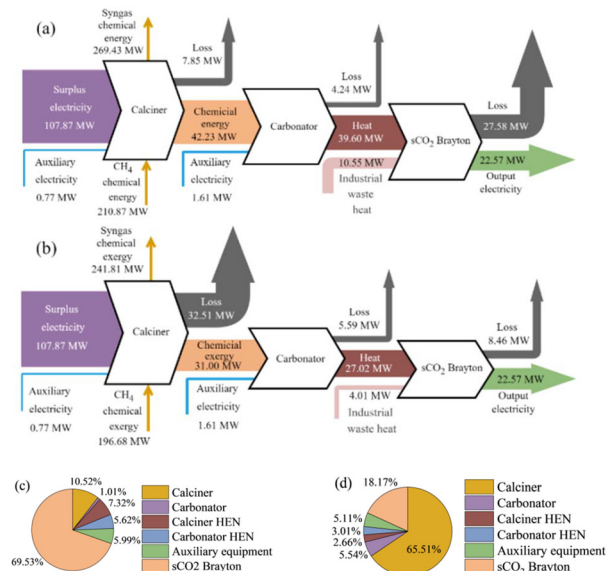 (a)
Syngas
chemical
energy
269.43 MW
Loss
7.85 MW
Loss
4.24 MW
Surplus
electricity
107.87 MW
Calciner
Chemicial
energy
42.23 MW
Carbonator
Heat
39.60 MW
sCO2 Brayton
Loss
27.58 MW
Auxiliary
electricity
0.77 MW
CH4
chemical
energy
210.87 MW
Auxiliary
electricity
1.61 MW
10.55 MW
Industrial
waste
heat
22.57 MW
Output
electricity
(b)
Syngas
chemical
exergy
241.81 MW
Loss
32.51 MW
Loss
5.59 MW
Loss
8.46 MW
Surplus
electricity
107.87 MW
Calciner
Chemicial
exergy
31.00 MW
Carbonator
Heat
27.02 MW
sCO2 Brayton
22.57 MW
Output
electricity
Auxiliary
electricity
0.77 MW
CH4
chemical
exergy
196.68 MW
Auxiliary
electricity
1.61 MW
4.01 MW
Industrial
waste heat
(c)
10.52%
1.01%
7.32%
5.62%
5.99%
69.53%
Calciner
Carbonator
Calciner HEN
Carbonator HEN
Auxiliary equipment
sCO2 Brayton
(d)
18.17%
5.11%
3.01%
2.66%
5.54%
65.51%
Calciner
Carbonator
Calciner HEN
Carbonator HEN
Auxiliary equipment
sCO2 Brayton